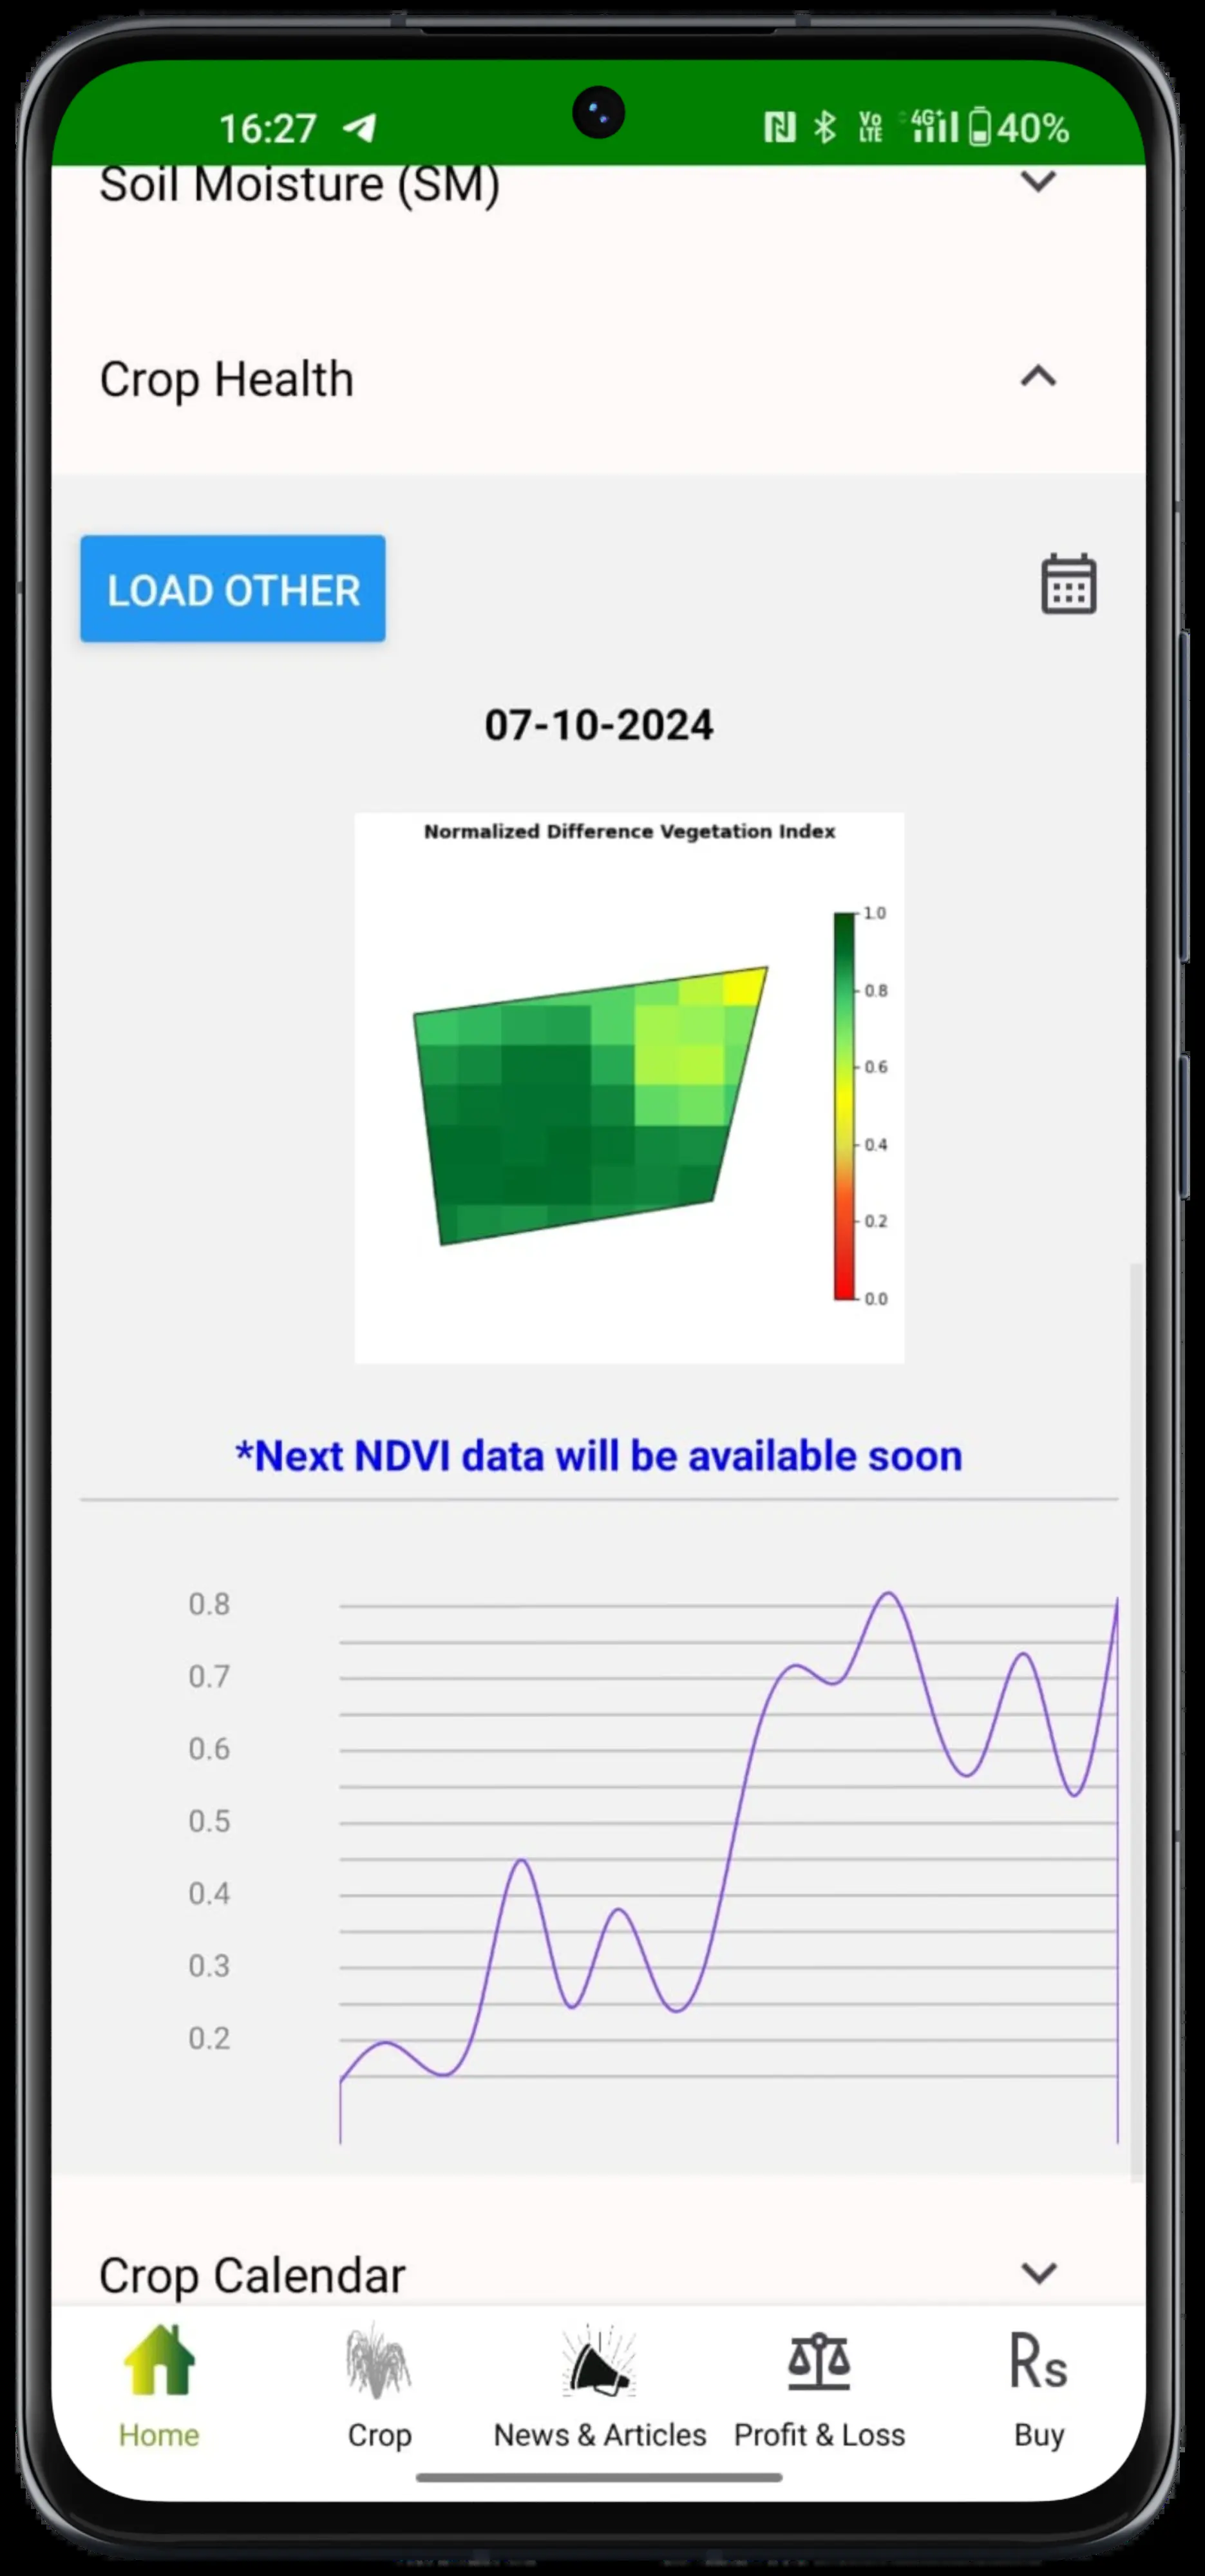 16:27
Vo
LTE
4G+
40%
Soil Moisture (SM)
Crop Health
LOAD OTHER
07-10-2024
Normalized Difference Vegetation Index
1.0
0.8
0.6
0.4
0.2
0.0
*Next NDVI data will be available soon
0.8
0.7
0.6
0.5
0.4
0.3
0.2
Crop Calendar
Rs
Home
Crop
News & Articles
Profit & Loss
Buy